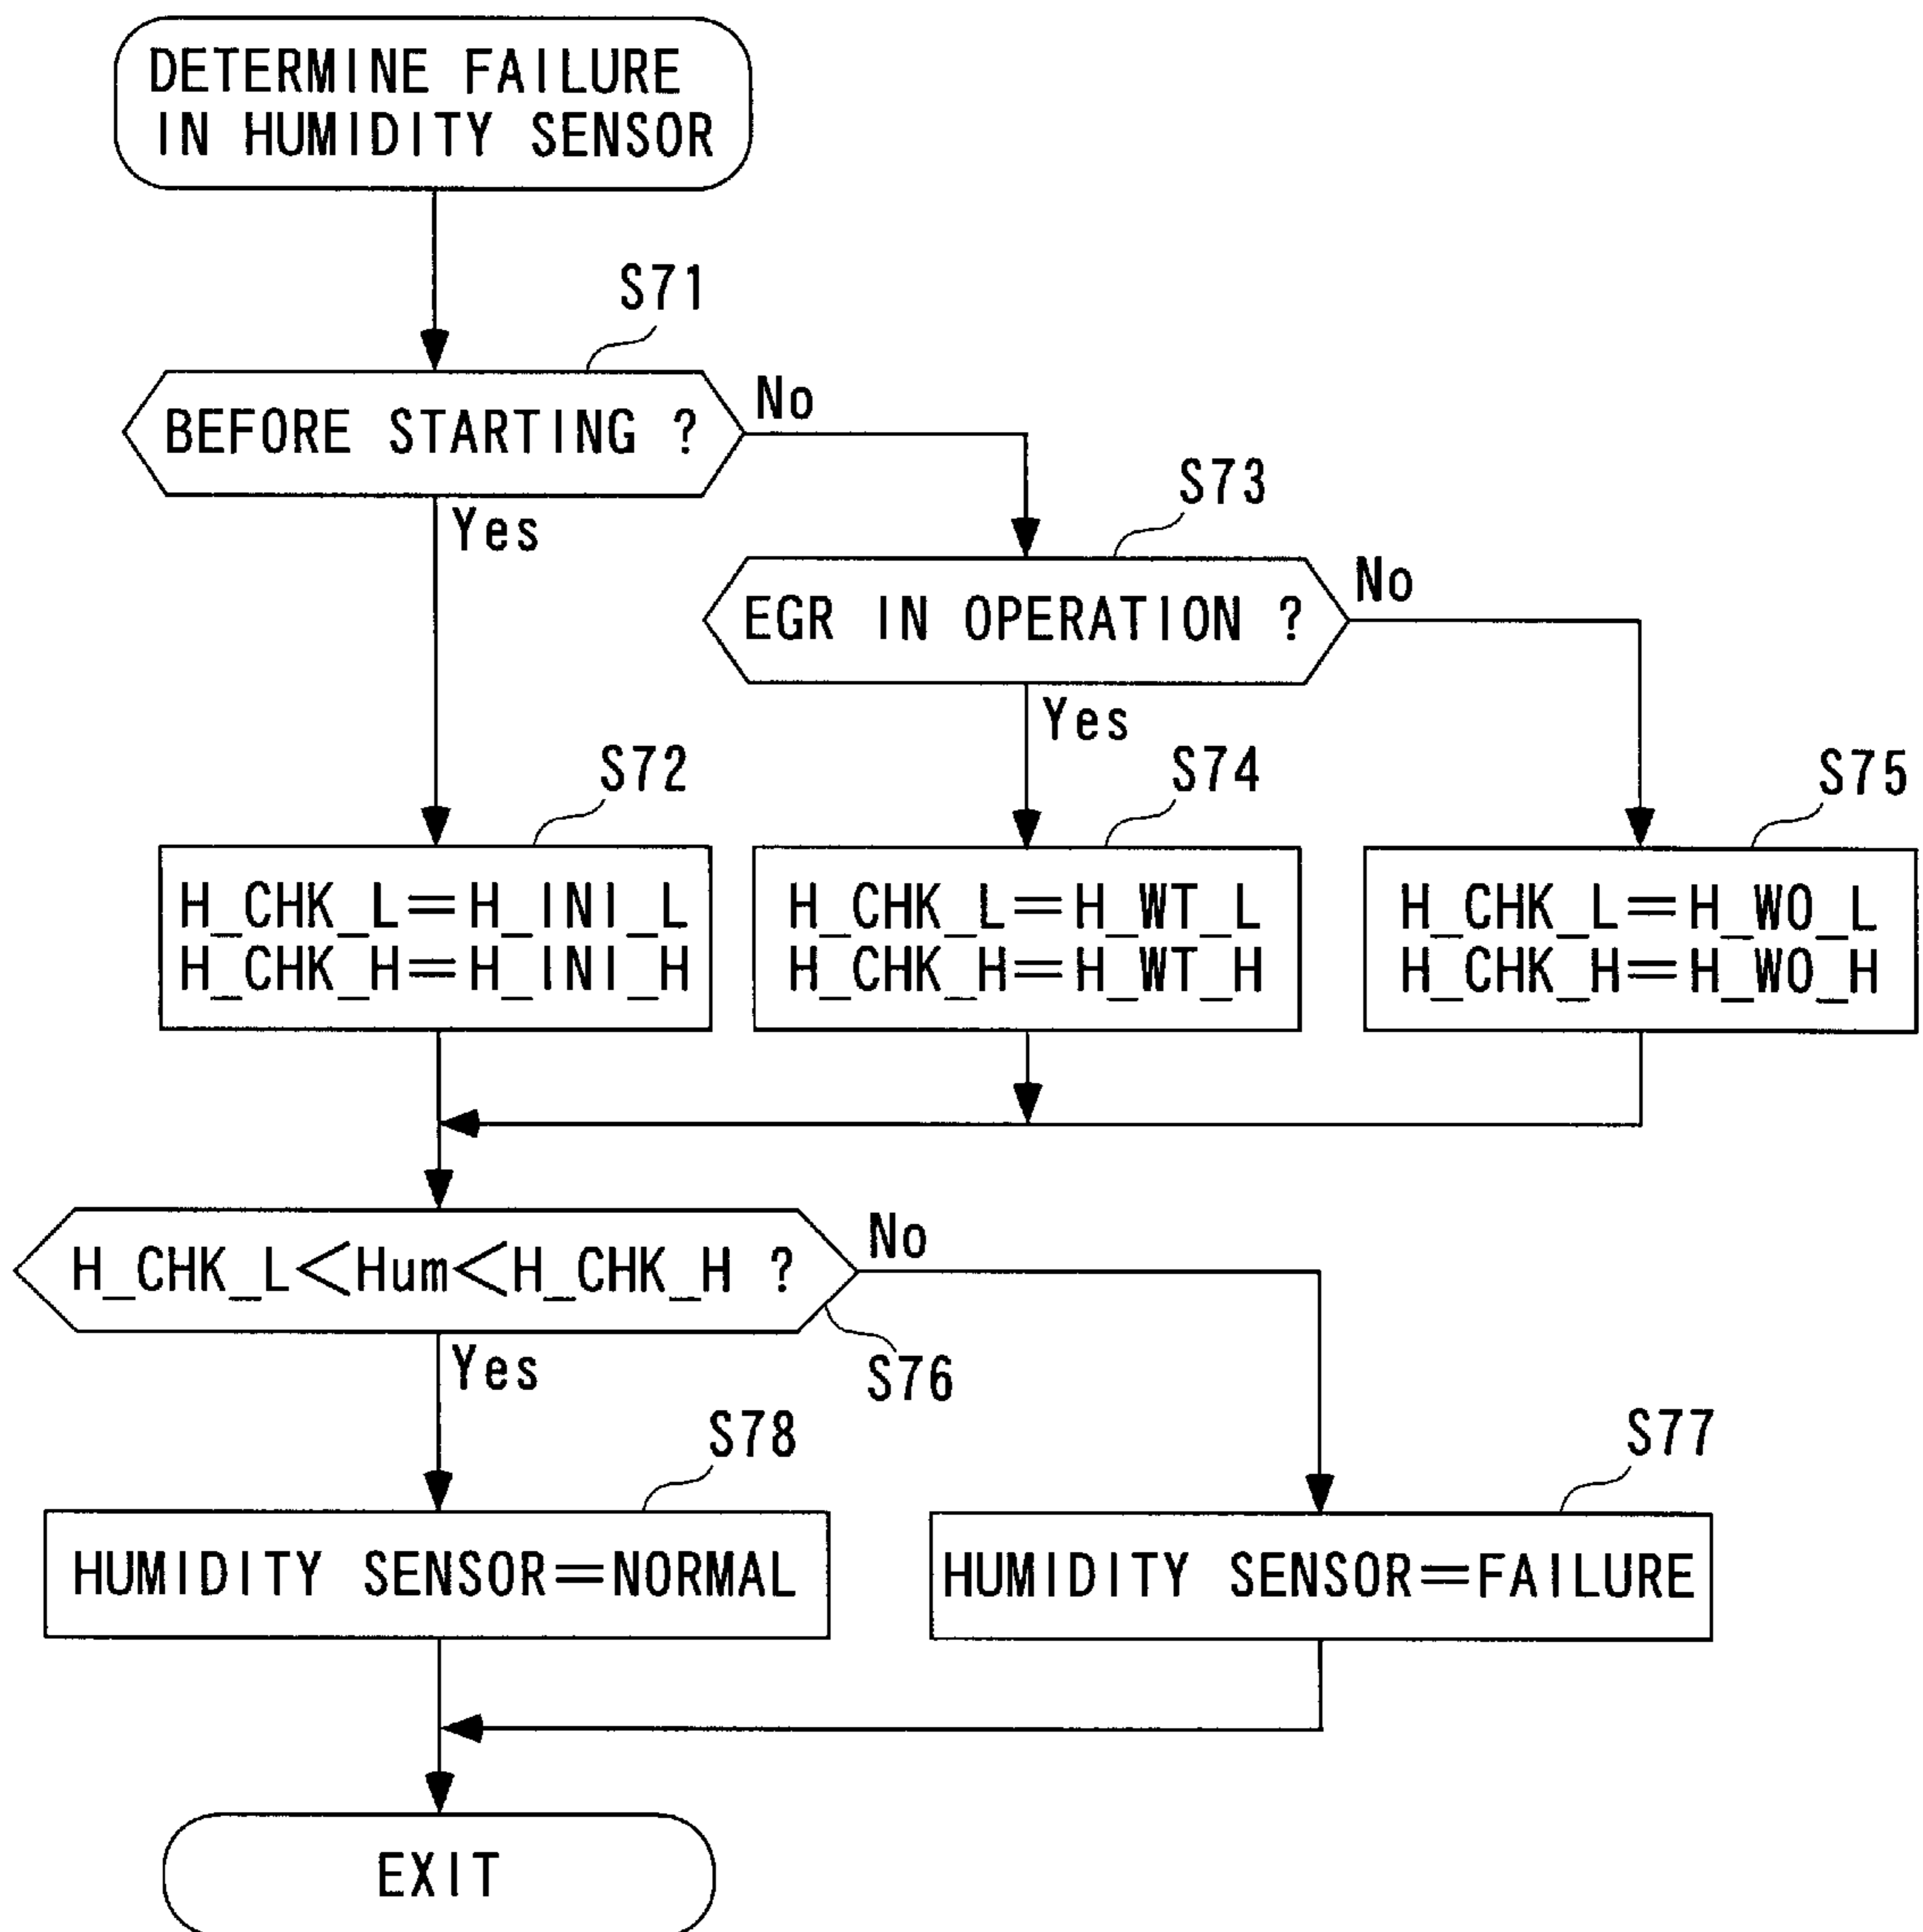 DETERMINE FAILURE
IN HUMIDITY SENSOR
S71
BEFORE STARTING ?
No
Yes
S73
EGR IN OPERATION ?
No
Yes
S72
H_CHK_L=H_INI_L
H_CHK_H=H_INI_H
S74
H_CHK_L=H_WT_L
H_CHK_H=H_WT_H
S75
H_CHK_L=H_WO_L
H_CHK_H=H_WO_H
H_CHK_L<Hum<H_CHK_H ?
No
Yes
S76
S78
HUMIDITY SENSOR=NORMAL
S77
HUMIDITY SENSOR=FAILURE
EXIT